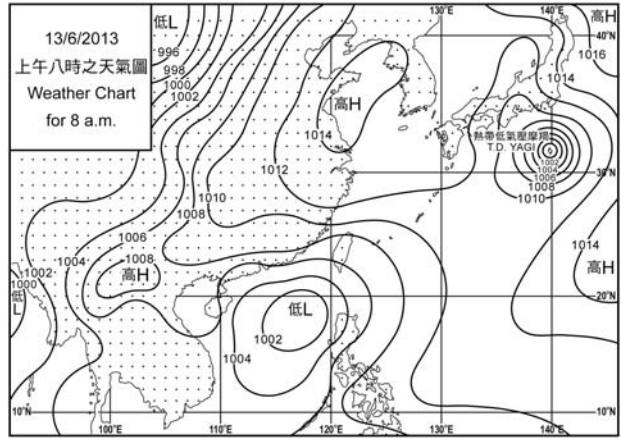 13/6/2013
上午八時之天氣圖
Weather Chart
for 8 a.m.
低L
996
998
1000
1002
130°E
140°E
高H
40°N
1016
1014
高H
1014
熱帶低氣壓摩羯
T.D. YAGI
1012
30°N
1002
1004
1006
1008
1010
1010
1008
1006
1004
1008
高H
1002
1000
低
L
1014
高H
20°N
低L
1002
1004
10°N
100°E
110°E
120°E
130°E
140°E
10°N